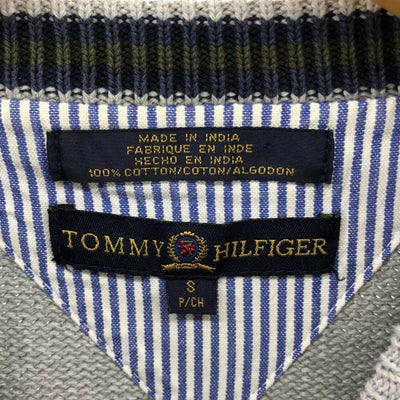 MADE IN INDIA
FABRIQUE EN INDE
HECHO EN INDIA
100% COTTON/COTON/ALGODON
TOMMY HILFIGER
S
P/CH